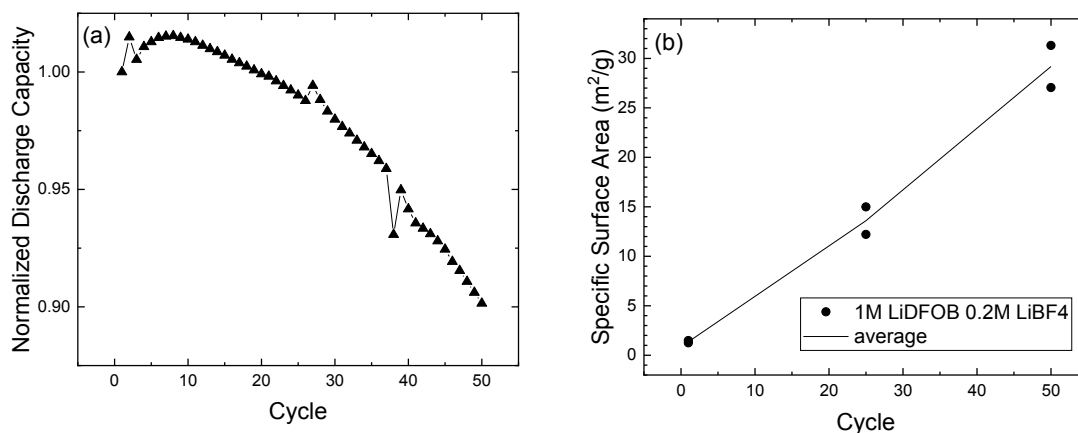 (a)
Normalized Discharge Capacity
1.00
0.95
0.90
0
10
20
30
40
50
Cycle
(b)
Specific Surface Area (m²/g)
30
25
20
15
10
5
0
1M LiDFOB 0.2M LiBF4
average
0
10
20
30
40
50
Cycle